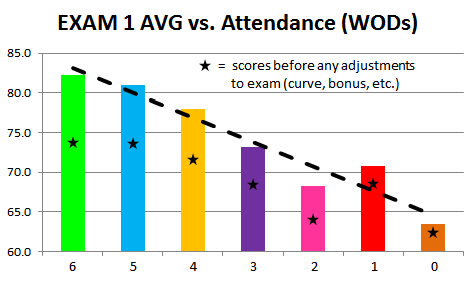 EXAM 1 AVG vs. Attendance (WODs)
85.0
80.0
75.0
70.0
65.0
60.0
★ = scores before any adjustments
to exam (curve, bonus, etc.)
6 5 4 3 2 1 0